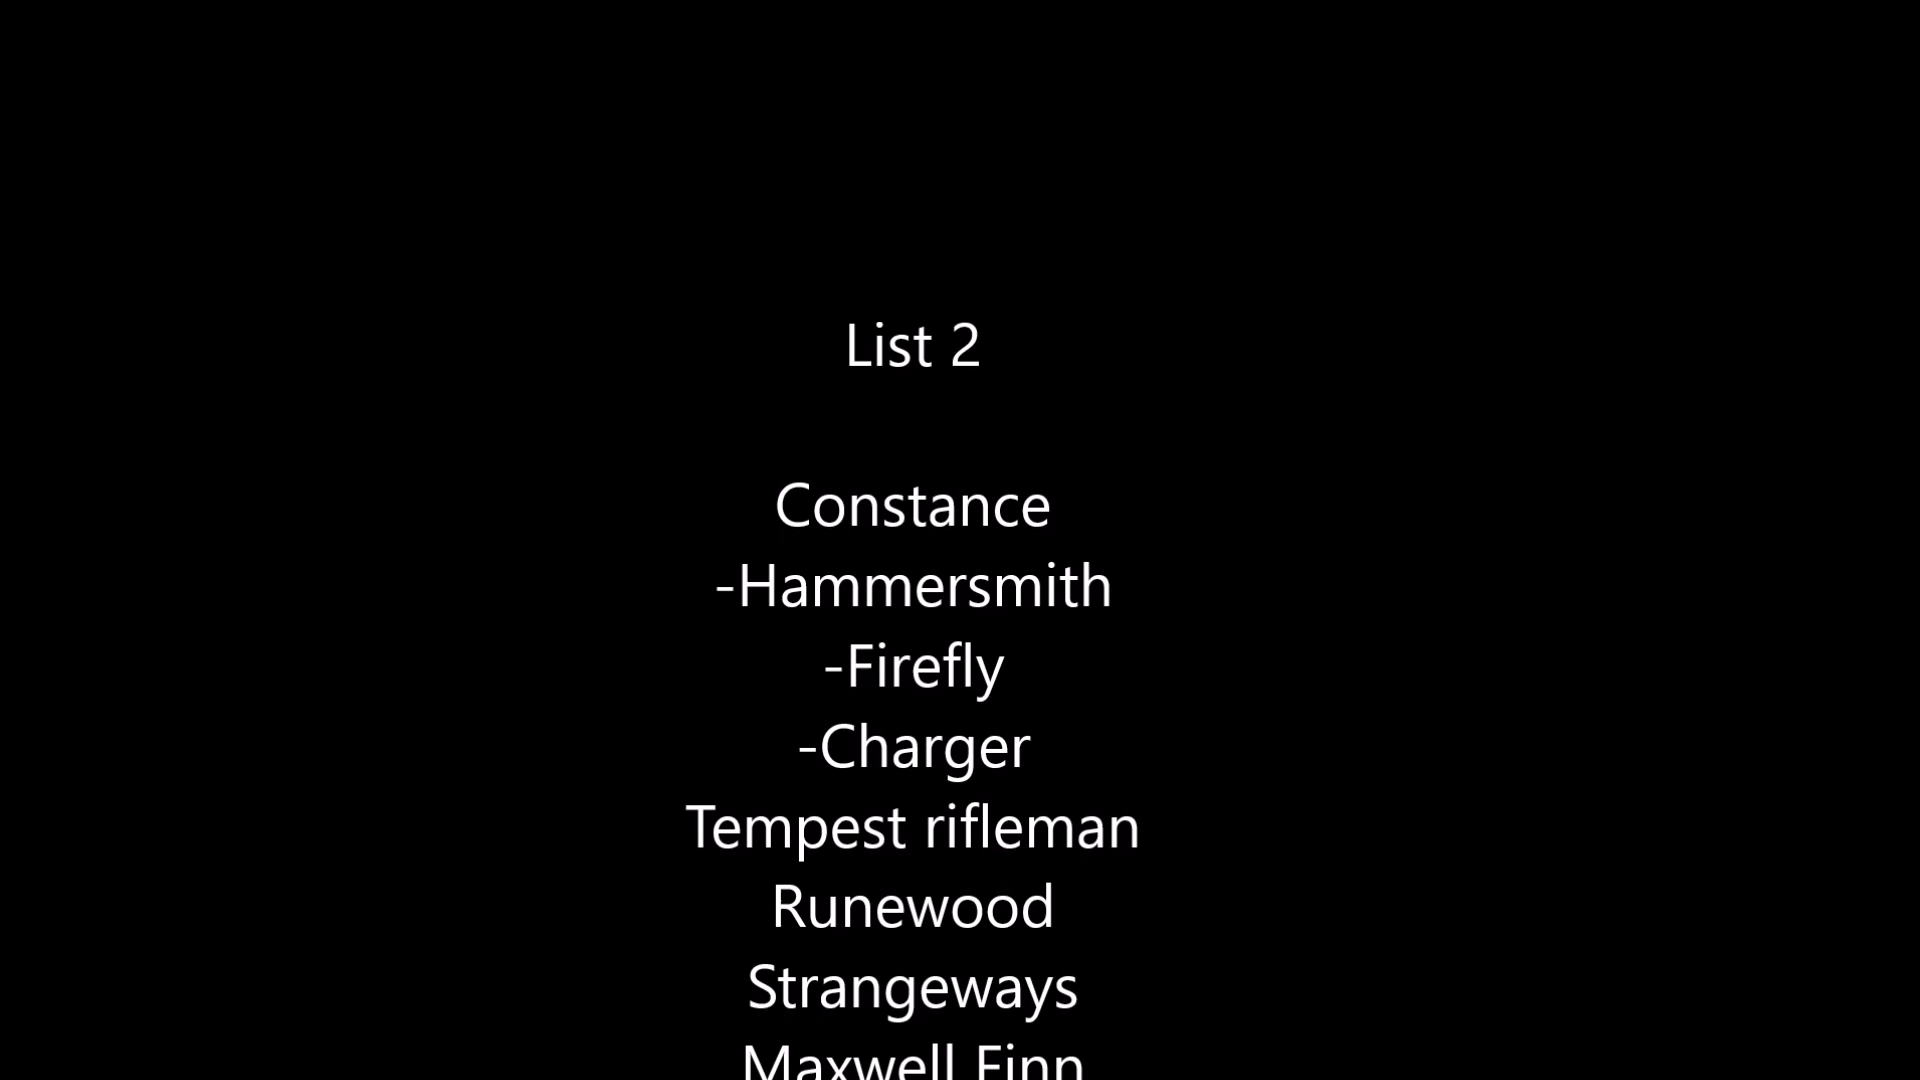 List 2
Constance
-Hammersmith
-Firefly
-Charger
Tempest rifleman
Runewood
Strangeways
Maxwell Finn